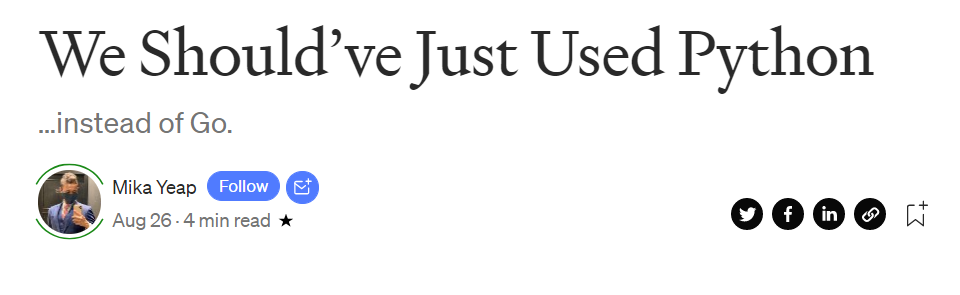 We Should’ve Just Used Python
...instead of Go.
Mika Yeap Follow
Aug 26 · 4 min read